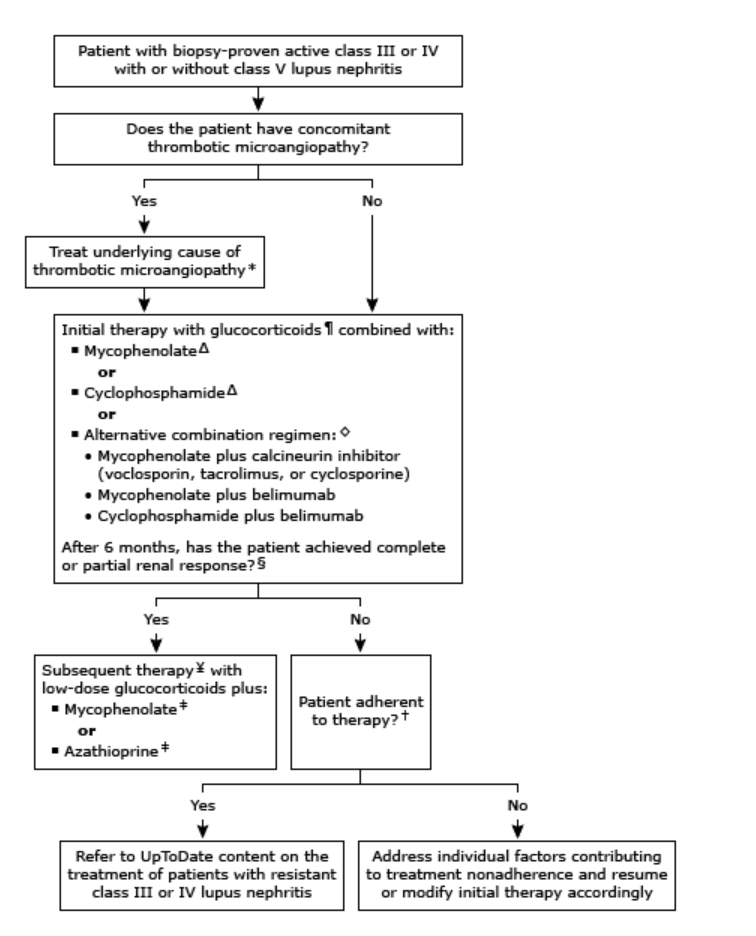 Patient with biopsy-proven active class III or IV
with or without class V lupus nephritis
Does the patient have concomitant
thrombotic microangiopathy?
Yes
No
Treat underlying cause of
thrombotic microangiopathy*
Initial therapy with glucocorticoids¶ combined with:
▪ MycophenolateΔ
or
▪ CyclophosphamideΔ
or
▪ Alternative combination regimen:◇
• Mycophenolate plus calcineurin inhibitor
(voclosporin, tacrolimus, or cyclosporine)
• Mycophenolate plus belimumab
• Cyclophosphamide plus belimumab
After 6 months, has the patient achieved complete
or partial renal response?§
Yes
No
Subsequent therapy¥ with
low-dose glucocorticoids plus:
▪ Mycophenolate‡
or
▪ Azathioprine‡
Patient adherent
to therapy?†
Yes
No
Refer to UpToDate content on the
treatment of patients with resistant
class III or IV lupus nephritis
Address individual factors contributing
to treatment nonadherence and resume
or modify initial therapy accordingly